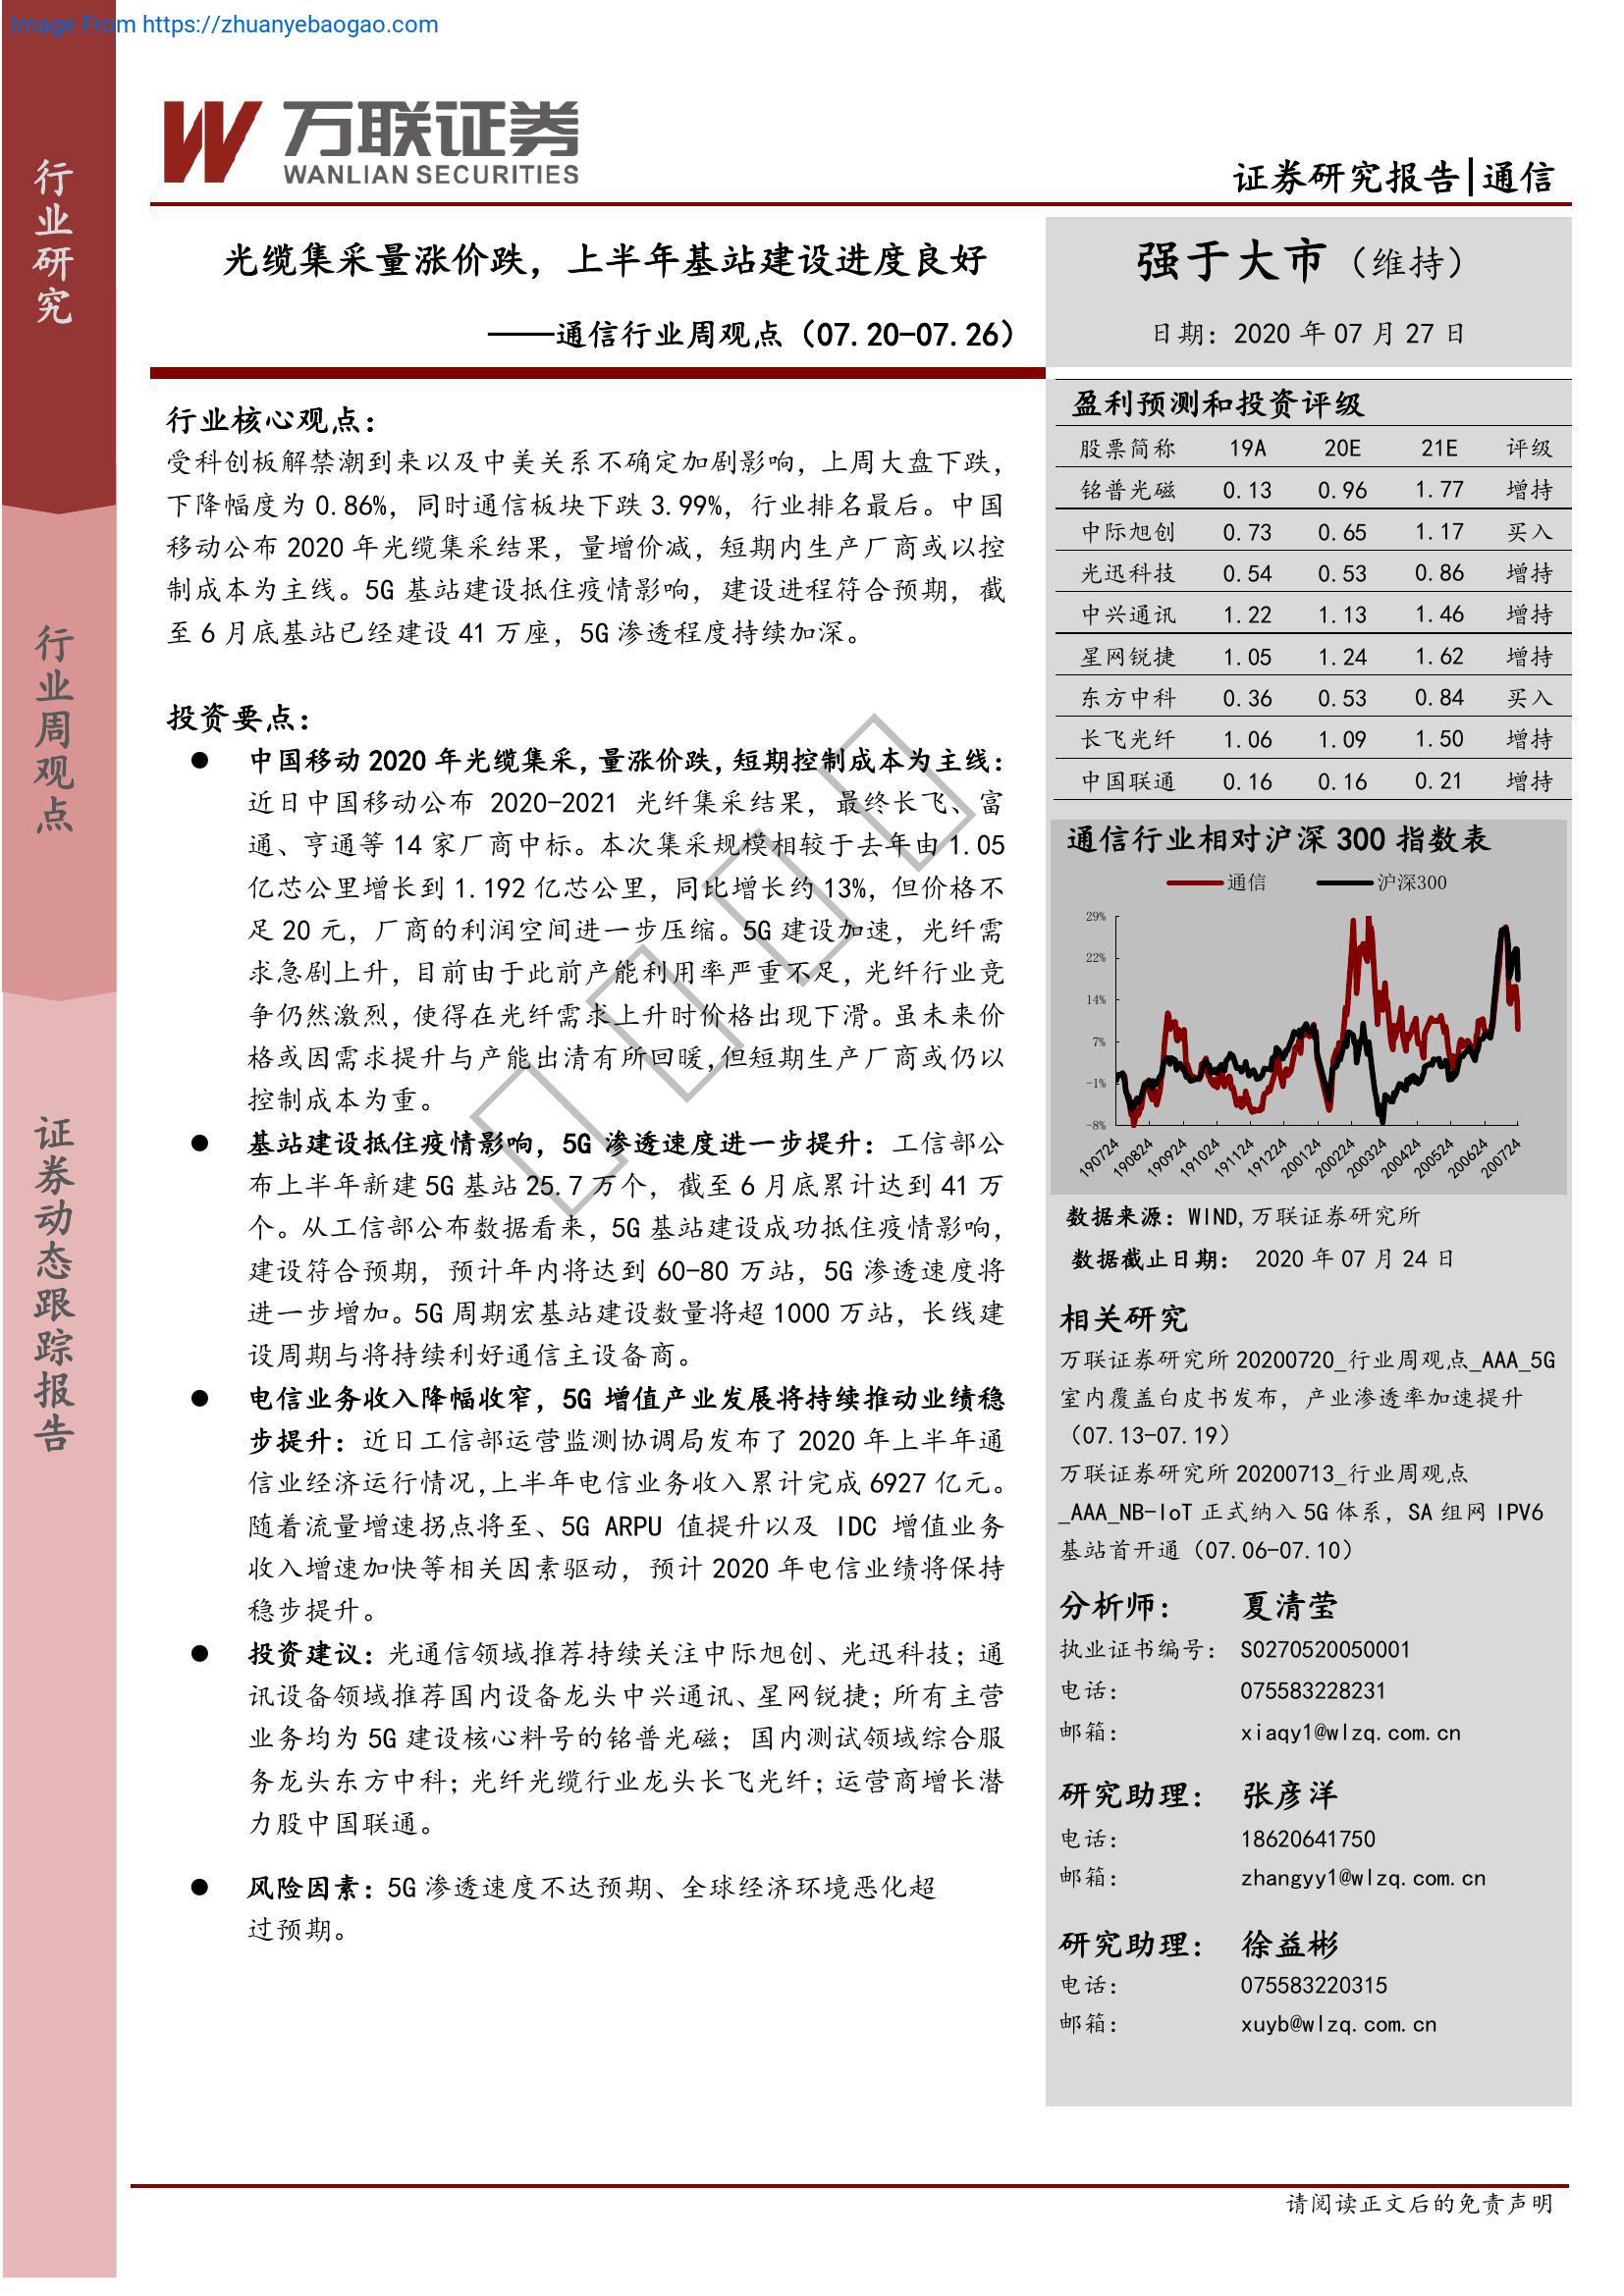 Image From https://zhuanyebaogao.com
行业研究
行业周观点
证券动态跟踪报告
万联证券
WANLIAN SECURITIES
证券研究报告|通信
光缆集采量涨价跌，上半年基站建设进度良好
——通信行业周观点（07.20-07.26）
强于大市（维持）
日期：2020 年 07 月 27 日
行业核心观点：
受科创板解禁潮到来以及中美关系不确定加剧影响，上周大盘下跌，
下降幅度为 0.86%，同时通信板块下跌 3.99%，行业排名最后。中国
移动公布 2020 年光缆集采结果，量增价减，短期内生产厂商或以控
制成本为主线。5G 基站建设抵住疫情影响，建设进程符合预期，截
至 6 月底基站已经建设 41 万座，5G 渗透程度持续加深。
投资要点：
● 中国移动 2020 年光缆集采，量涨价跌，短期控制成本为主线：
近日中国移动公布 2020-2021 光纤集采结果，最终长飞、富
通、亨通等 14 家厂商中标。本次集采规模相较于去年由 1.05
亿芯公里增长到 1.192 亿芯公里，同比增长约 13%，但价格不
足 20 元，厂商的利润空间进一步压缩。5G 建设加速，光纤需
求急剧上升，目前由于此前产能利用率严重不足，光纤行业竞
争仍然激烈，使得在光纤需求上升时价格出现下滑。虽未来价
格或因需求提升与产能出清有所回暖，但短期生产厂商或仍以
控制成本为重。
● 基站建设抵住疫情影响，5G 渗透速度进一步提升：工信部公
布上半年新建 5G 基站 25.7 万个，截至 6 月底累计达到 41 万
个。从工信部公布数据看来，5G 基站建设成功抵住疫情影响，
建设符合预期，预计年内将达到 60-80 万站，5G 渗透速度将
进一步增加。5G 周期宏基站建设数量将超 1000 万站，长线建
设周期与将持续利好通信主设备商。
● 电信业务收入降幅收窄，5G 增值产业发展将持续推动业绩稳
步提升：近日工信部运营监测协调局发布了 2020 年上半年通
信业经济运行情况，上半年电信业务收入累计完成 6927 亿元。
随着流量增速拐点将至、5G ARPU 值提升以及 IDC 增值业务
收入增速加快等相关因素驱动，预计 2020 年电信业绩将保持
稳步提升。
● 投资建议：光通信领域推荐持续关注中际旭创、光迅科技；通
讯设备领域推荐国内设备龙头中兴通讯、星网锐捷；所有主营
业务均为 5G 建设核心料号的铭普光磁；国内测试领域综合服
务龙头东方中科；光纤光缆行业龙头长飞光纤；运营商增长潜
力股中国联通。
● 风险因素：5G 渗透速度不达预期、全球经济环境恶化超
过预期。
盈利预测和投资评级
股票简称 19A 20E 21E 评级
铭普光磁 0.13 0.96 1.77 增持
中际旭创 0.73 0.65 1.17 买入
光迅科技 0.54 0.53 0.86 增持
中兴通讯 1.22 1.13 1.46 增持
星网锐捷 1.05 1.24 1.62 增持
东方中科 0.36 0.53 0.84 买入
长飞光纤 1.06 1.09 1.50 增持
中国联通 0.16 0.16 0.21 增持
通信行业相对沪深 300 指数表
通信 沪深300
29%
22%
14%
7%
-1%
-8%
190724 190824 190924 191024 191124 191224 200124 200224 200324 200424 200524 200624 200724
数据来源：WIND，万联证券研究所
数据截止日期： 2020 年 07 月 24 日
相关研究
万联证券研究所 20200720_行业周观点_AAA_5G
室内覆盖白皮书发布，产业渗透率加速提升
（07.13-07.19）
万联证券研究所 20200713_行业周观点
_AAA_NB-IoT 正式纳入 5G 体系，SA 组网 IPV6
基站首开通（07.06-07.10）
分析师： 夏清莹
执业证书编号： S0270520050001
电话： 075583228231
邮箱： xiaqy1@wlzq.com.cn
研究助理： 张彦洋
电话： 18620641750
邮箱： zhangyy1@wlzq.com.cn
研究助理： 徐益彬
电话： 075583220315
邮箱： xuyb@wlzq.com.cn
请阅读正文后的免责声明